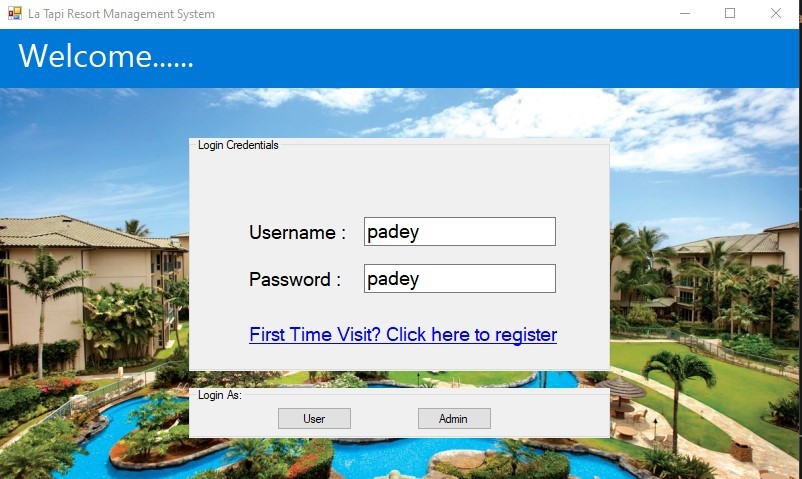 La Tapi Resort Management System
Welcome......
Login Credentials
Username : padey
Password : padey
First Time Visit? Click here to register
Login As:
User Admin